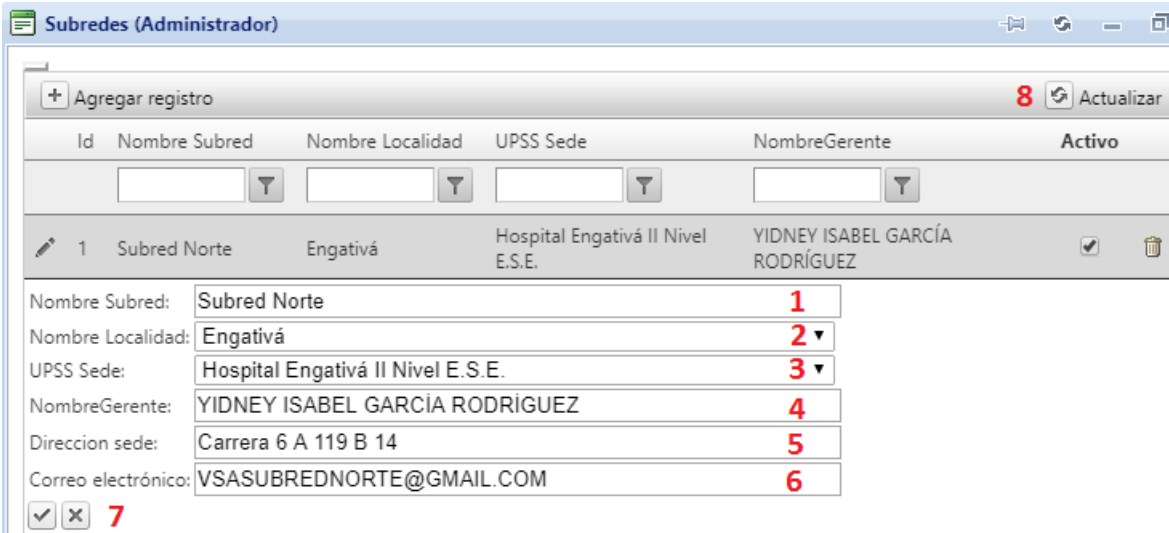 Subredes (Administrador)
Agregar registro 8 Actualizar
Id Nombre Subred Nombre Localidad UPSS Sede NombreGerente Activo
1 Subred Norte Engativá Hospital Engativá II Nivel E.S.E. YIDNEY ISABEL GARCÍA RODRÍGUEZ
Nombre Subred: Subred Norte 1
Nombre Localidad: Engativá 2
UPSS Sede: Hospital Engativá II Nivel E.S.E. 3
NombreGerente: YIDNEY ISABEL GARCÍA RODRÍGUEZ 4
Direccion sede: Carrera 6 A 119 B 14 5
Correo electrónico: VSASUBREDNORTE@GMAIL.COM 6
7